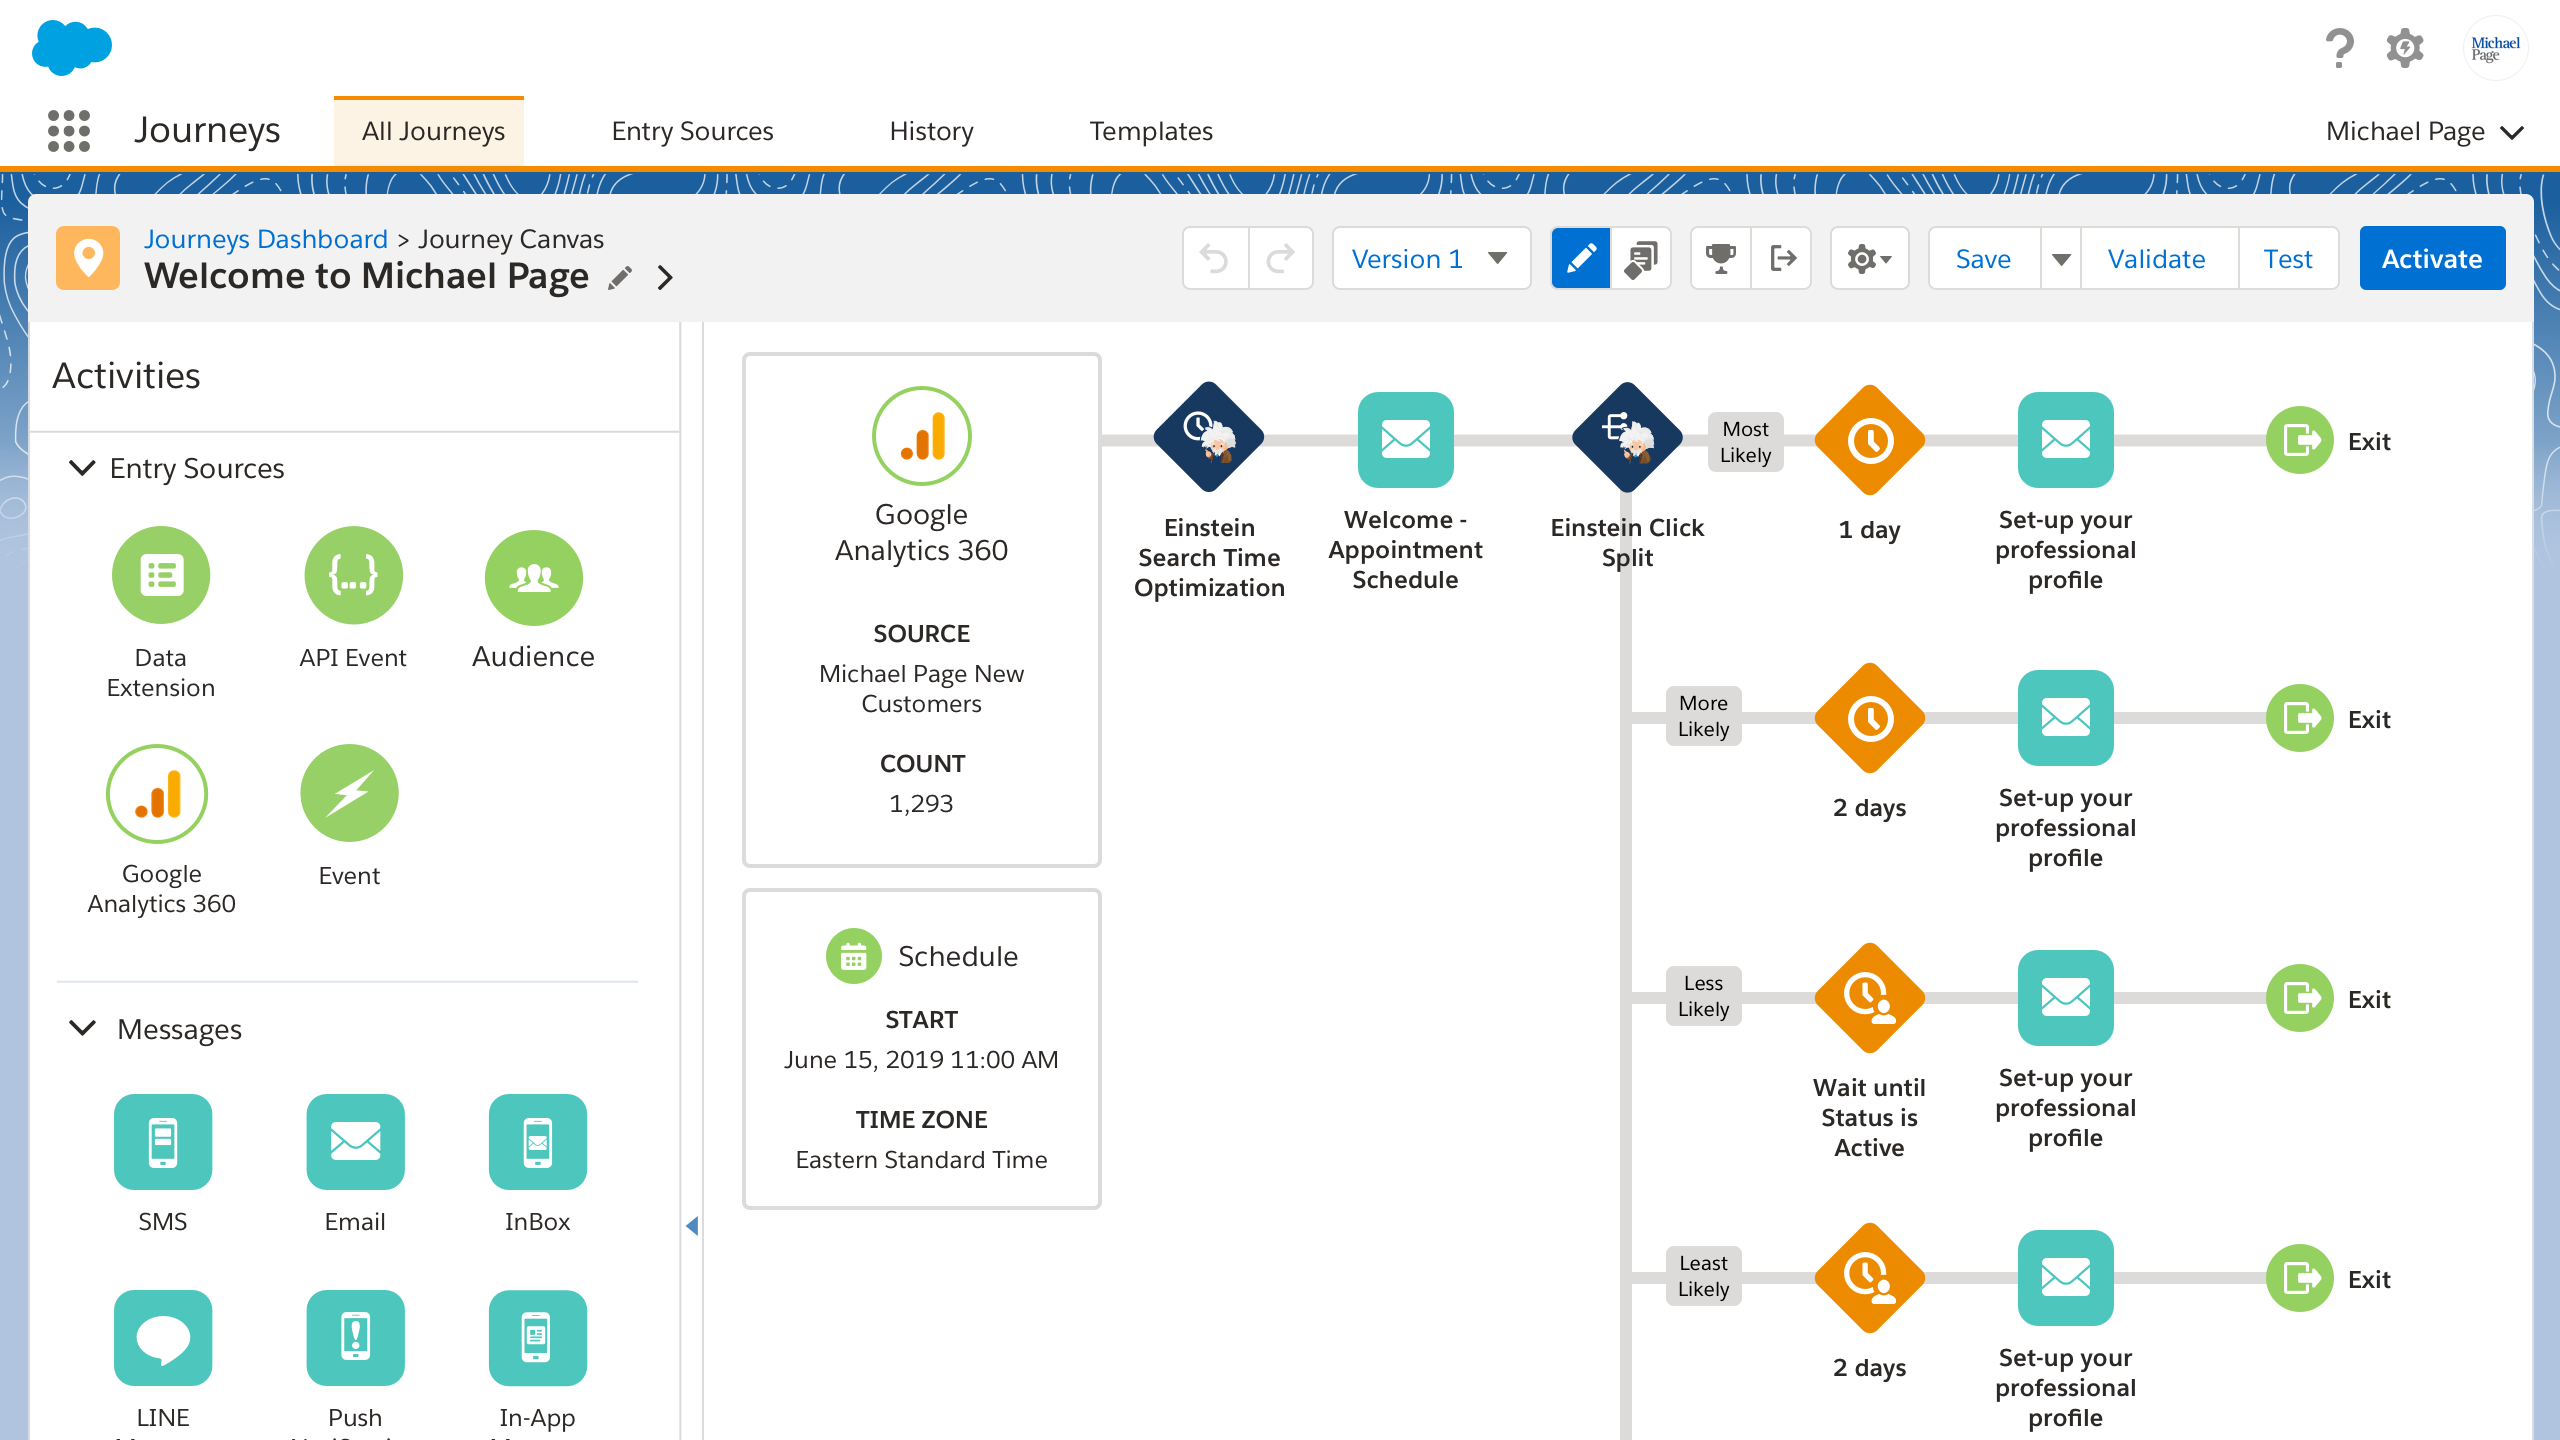 Michael
Page
Journeys
All Journeys
Entry Sources
History
Templates
Michael Page
Journeys Dashboard > Journey Canvas
Welcome to Michael Page
Version 1
Save
Validate
Test
Activate
Activities
Entry Sources
Data
Extension
API Event
Audience
Google
Analytics 360
Event
Messages
SMS
Email
InBox
LINE
Push
In-App
Google
Analytics 360
SOURCE
Michael Page New
Customers
COUNT
1,293
Schedule
START
June 15, 2019 11:00 AM
TIME ZONE
Eastern Standard Time
Einstein
Search Time
Optimization
Welcome -
Appointment
Schedule
Einstein Click
Split
Most
Likely
1 day
Set-up your
professional
profile
Exit
More
Likely
2 days
Set-up your
professional
profile
Exit
Less
Likely
Wait until
Status is
Active
Set-up your
professional
profile
Exit
Least
Likely
2 days
Set-up your
professional
profile
Exit